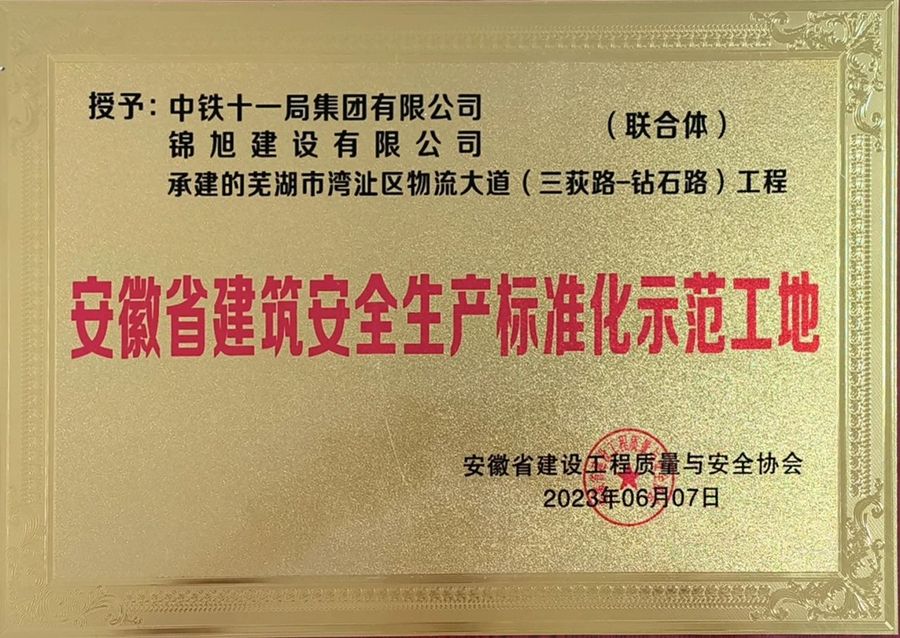 授予：中铁十一局集团有限公司
锦旭建设有限公司
（联合体）
承建的芜湖市湾沚区物流大道（三荻路-钻石路）工程
安徽省建筑安全生产标准化示范工地
安徽省建设工程质量与安全协会
2023年06月07日